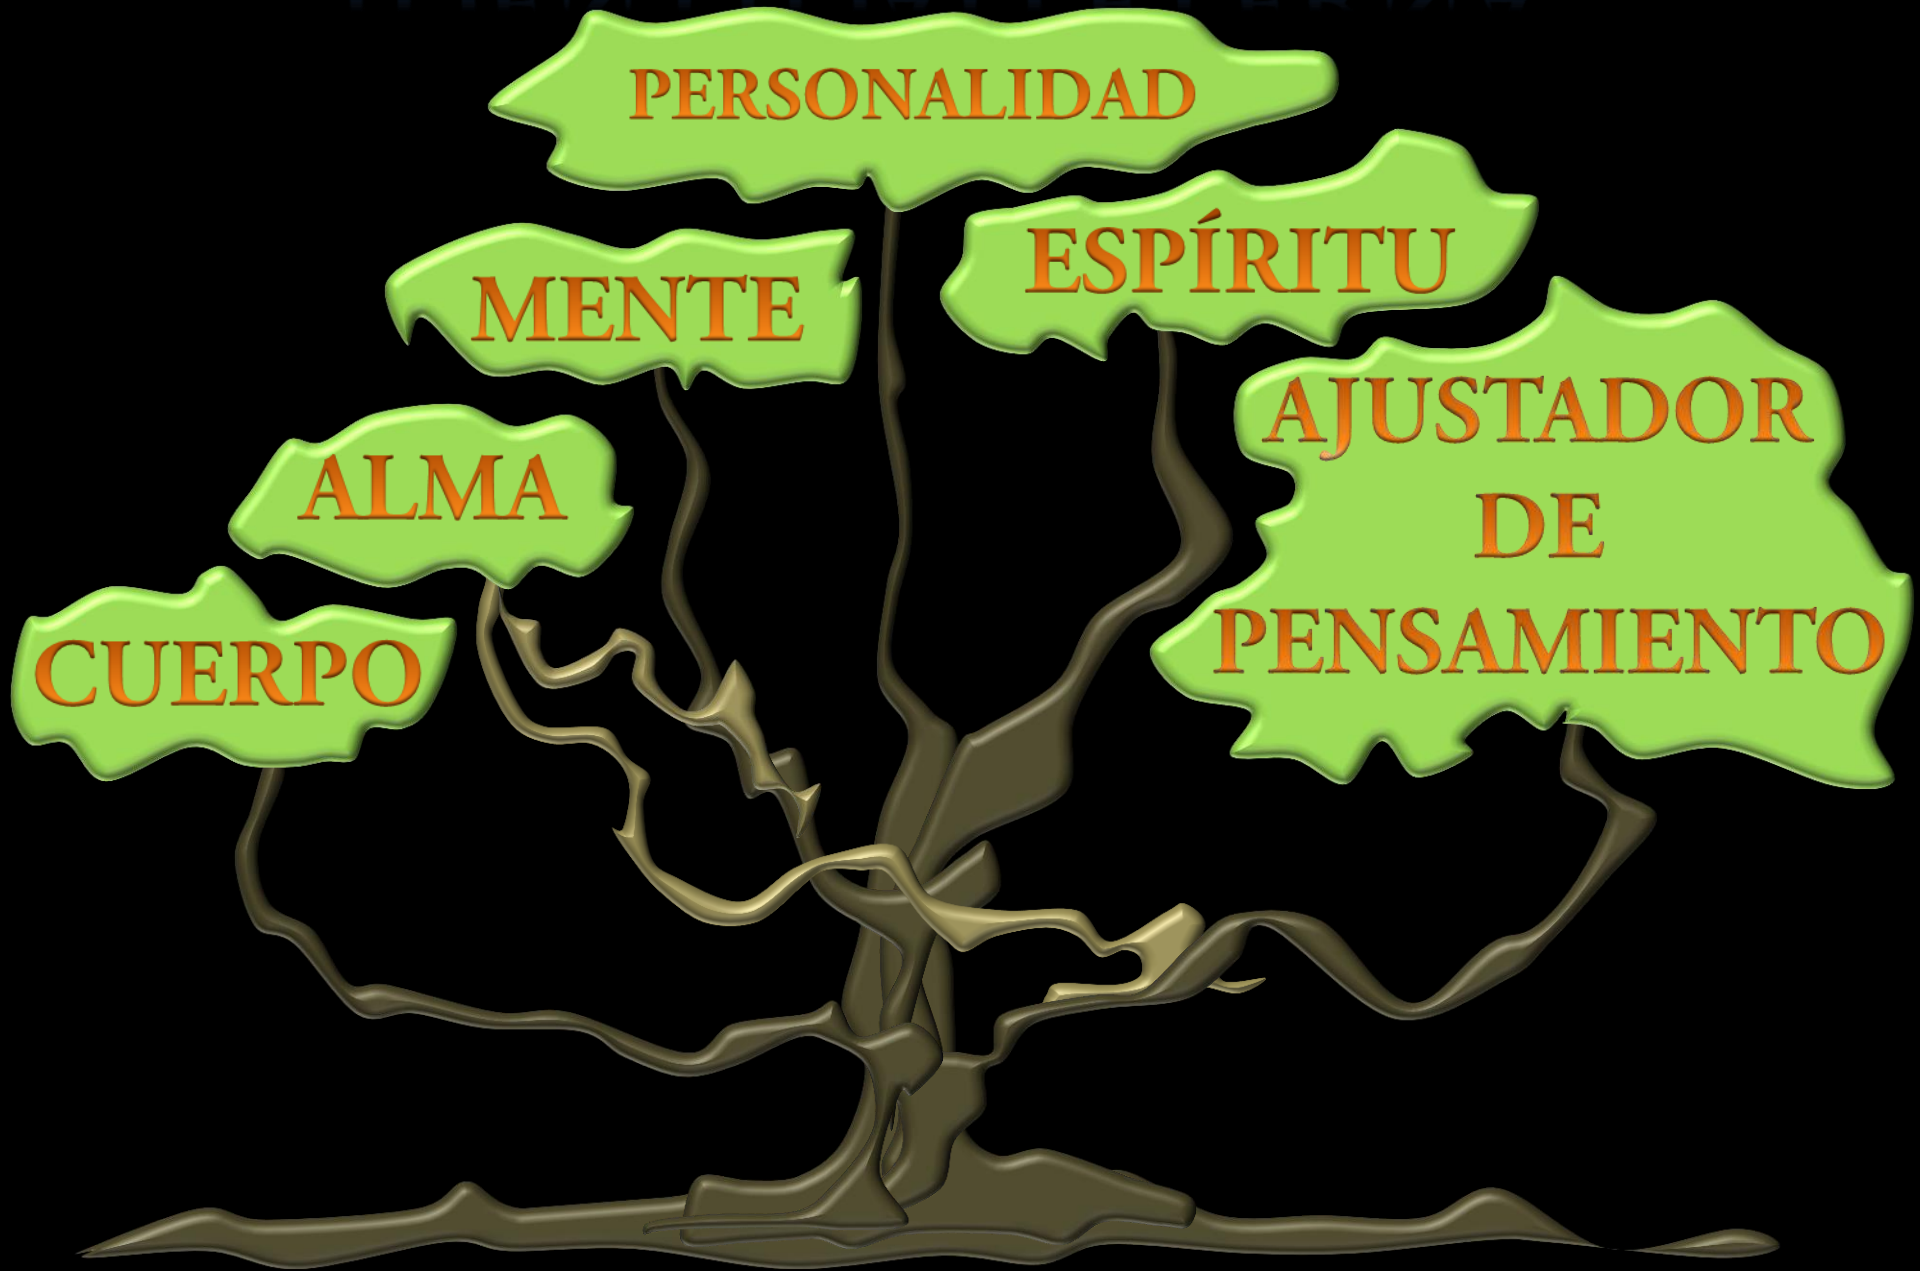 PERSONALIDAD
MENTE
ESPÍRITU
ALMA
AJUSTADOR
DE
PENSAMIENTO
CUERPO